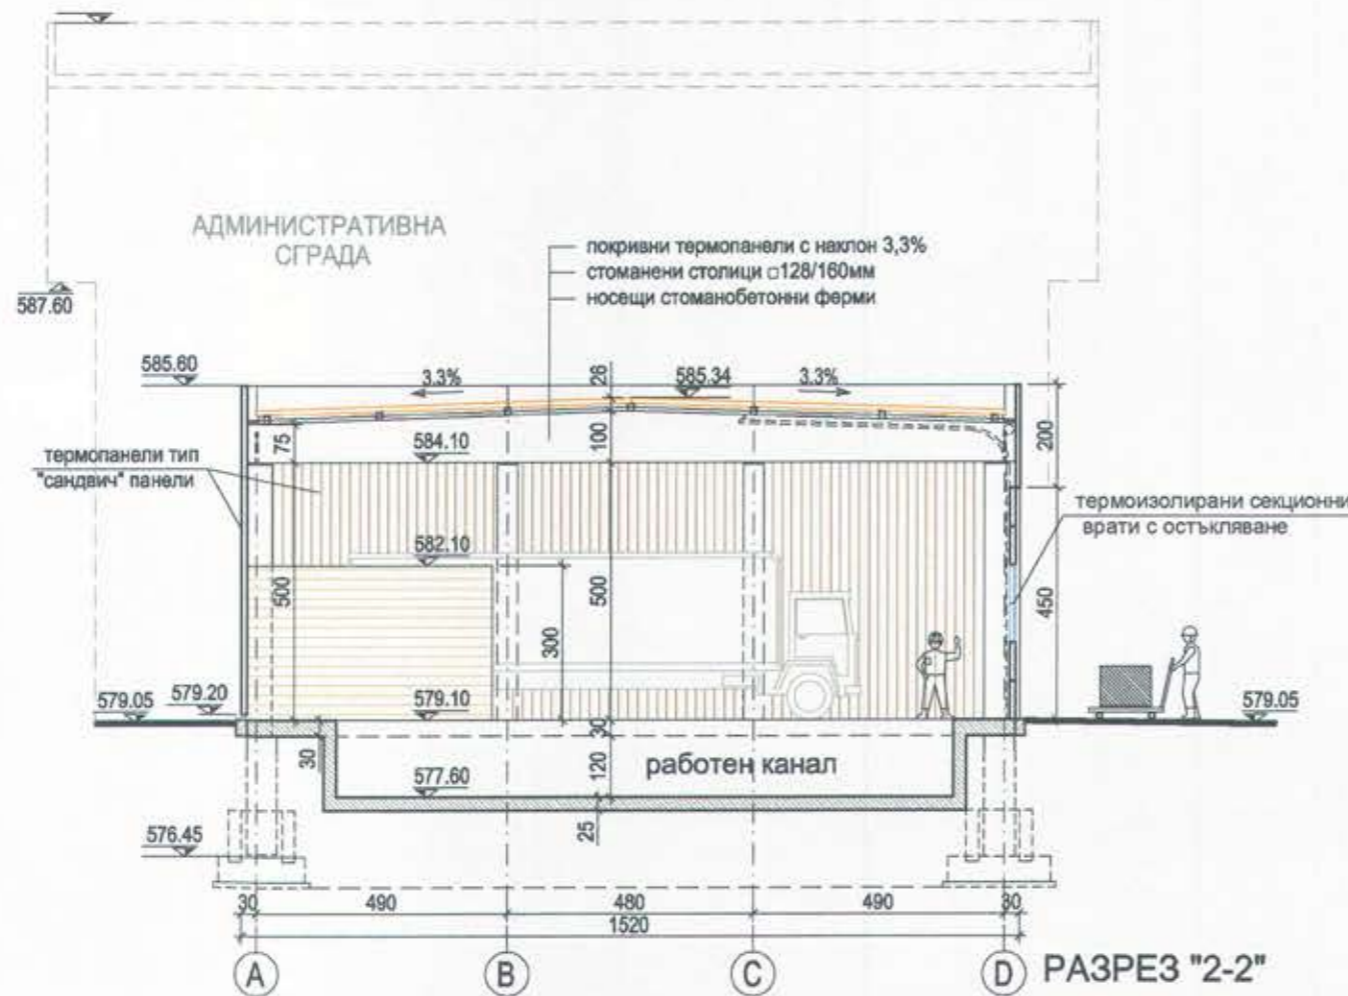 АДМИНИСТРАТИВНА
СГРАДА
покривни термопанели с наклон 3,3%
стоманени столици □128/160мм
носещи стоманобетонни ферми
587.60
585.60
3.3%
26
585.34
3.3%
75
584.10
100
200
термопанели тип
"сандвич" панели
термоизолирани секционни
врати с остъкляване
582.10
500
500
300
450
579.05
579.20
579.10
579.05
30
30
577.60
120
работен канал
25
576.45
30
490
480
490
30
1520
A
B
C
D
РАЗРЕЗ "2-2"